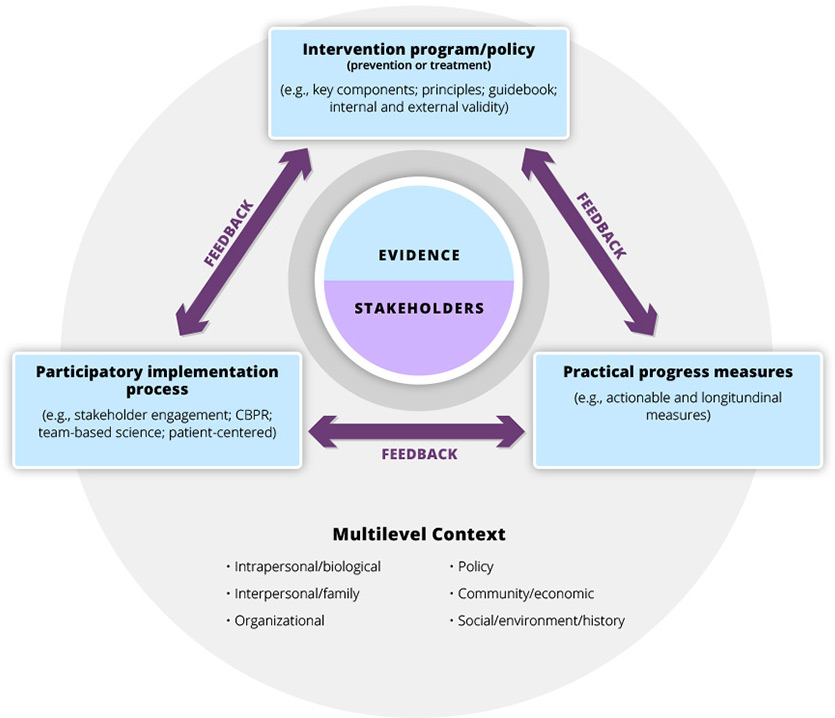 Intervention program/policy
(prevention or treatment)
(e.g., key components; principles; guidebook;
internal and external validity)
FEEDBACK
FEEDBACK
EVIDENCE
STAKEHOLDERS
Participatory implementation
process
(e.g., stakeholder engagement; CBPR;
team-based science; patient-centered)
Practical progress measures
(e.g., actionable and longitundinal
measures)
FEEDBACK
Multilevel Context
· Intrapersonal/biological
· Interpersonal/family
· Organizational
· Policy
· Community/economic
· Social/environment/history